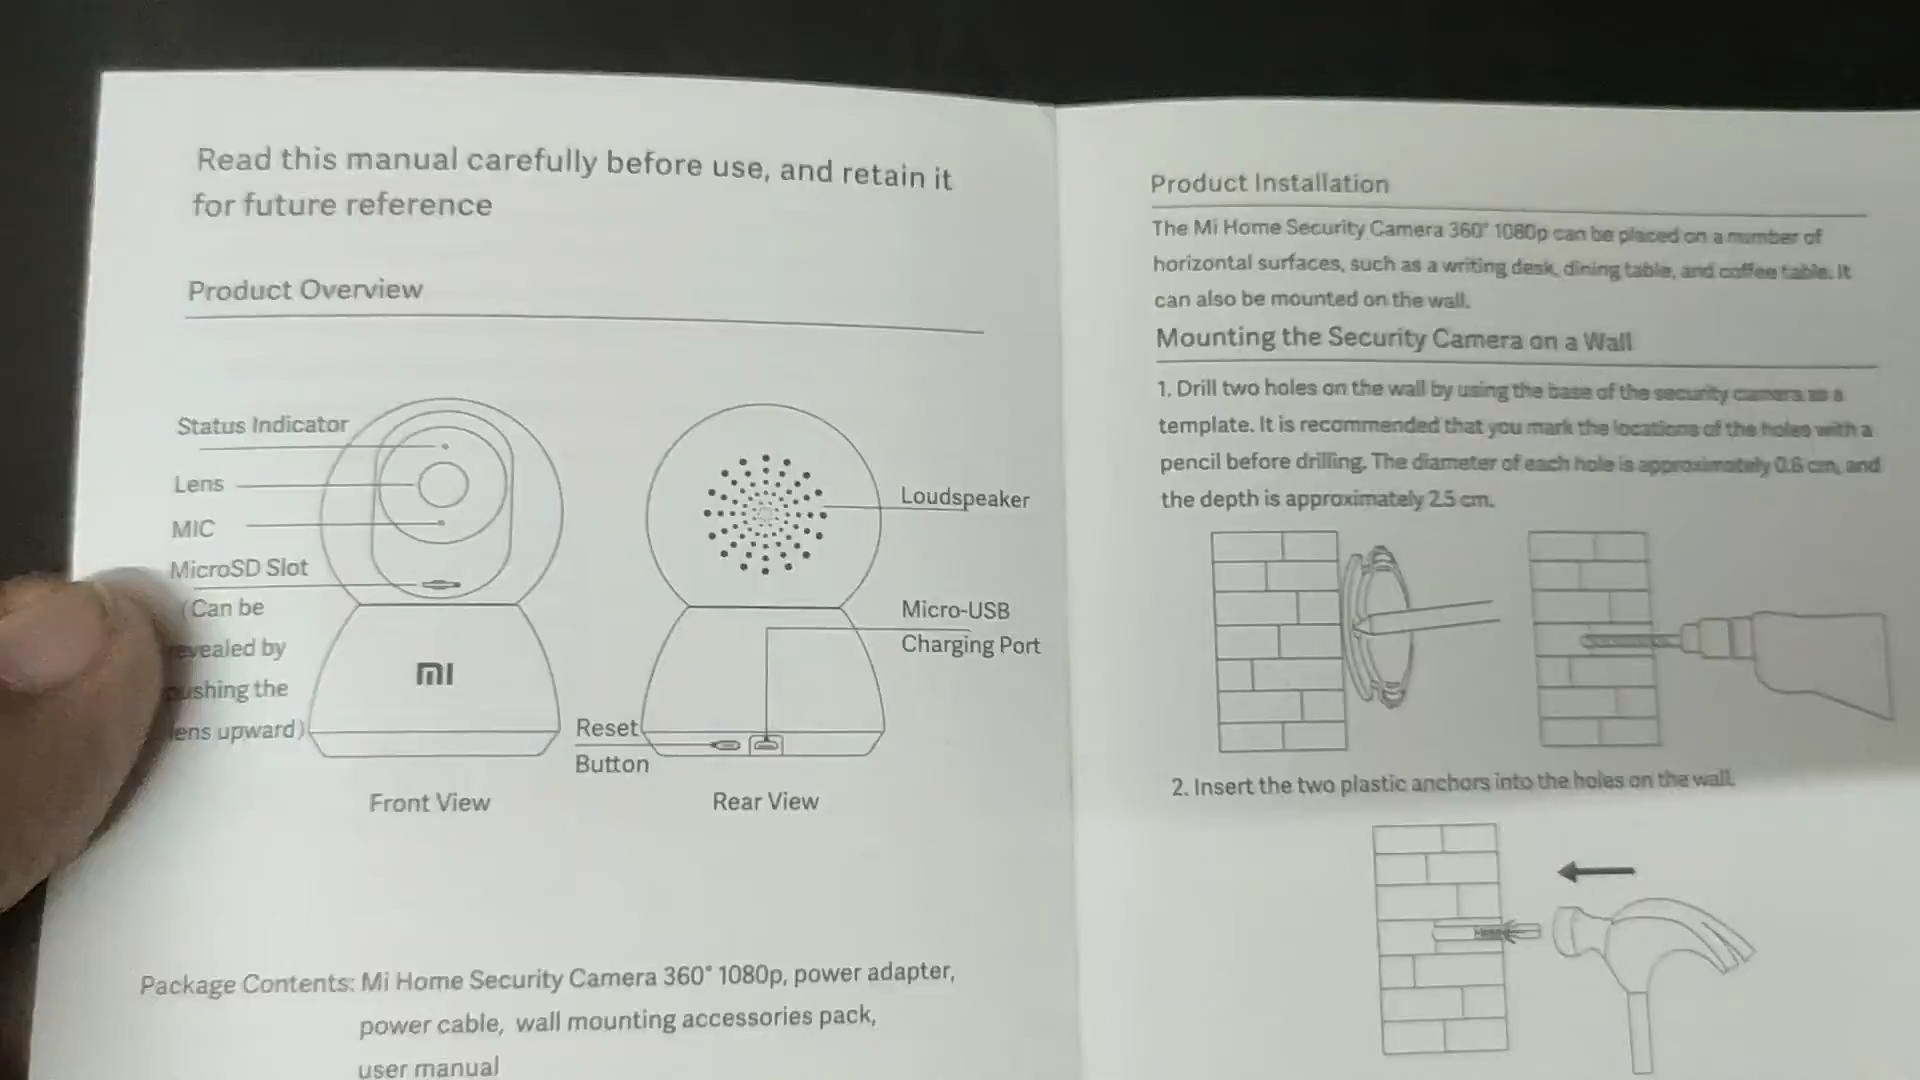 Read this manual carefully before use, and retain it
for future reference
Product Overview
Status Indicator
Lens
MIC
MicroSD Slot
(Can be
revealed by
pushing the
lens upward)
mi
Front View
Loudspeaker
Micro-USB
Charging Port
Reset
Button
Rear View
Package Contents: Mi Home Security Camera 360° 1080p, power adapter,
power cable, wall mounting accessories pack,
user manual
Product Installation
The Mi Home Security Camera 360° 1080p can be placed on a number of
horizontal surfaces, such as a writing desk, dining table, and coffee table. It
can also be mounted on the wall.
Mounting the Security Camera on a Wall
1. Drill two holes on the wall by using the base of the security camera as a
template. It is recommended that you mark the locations of the holes with a
pencil before drilling. The diameter of each hole is approximately 0.6 cm, and
the depth is approximately 2.5 cm.
2. Insert the two plastic anchors into the holes on the wall.